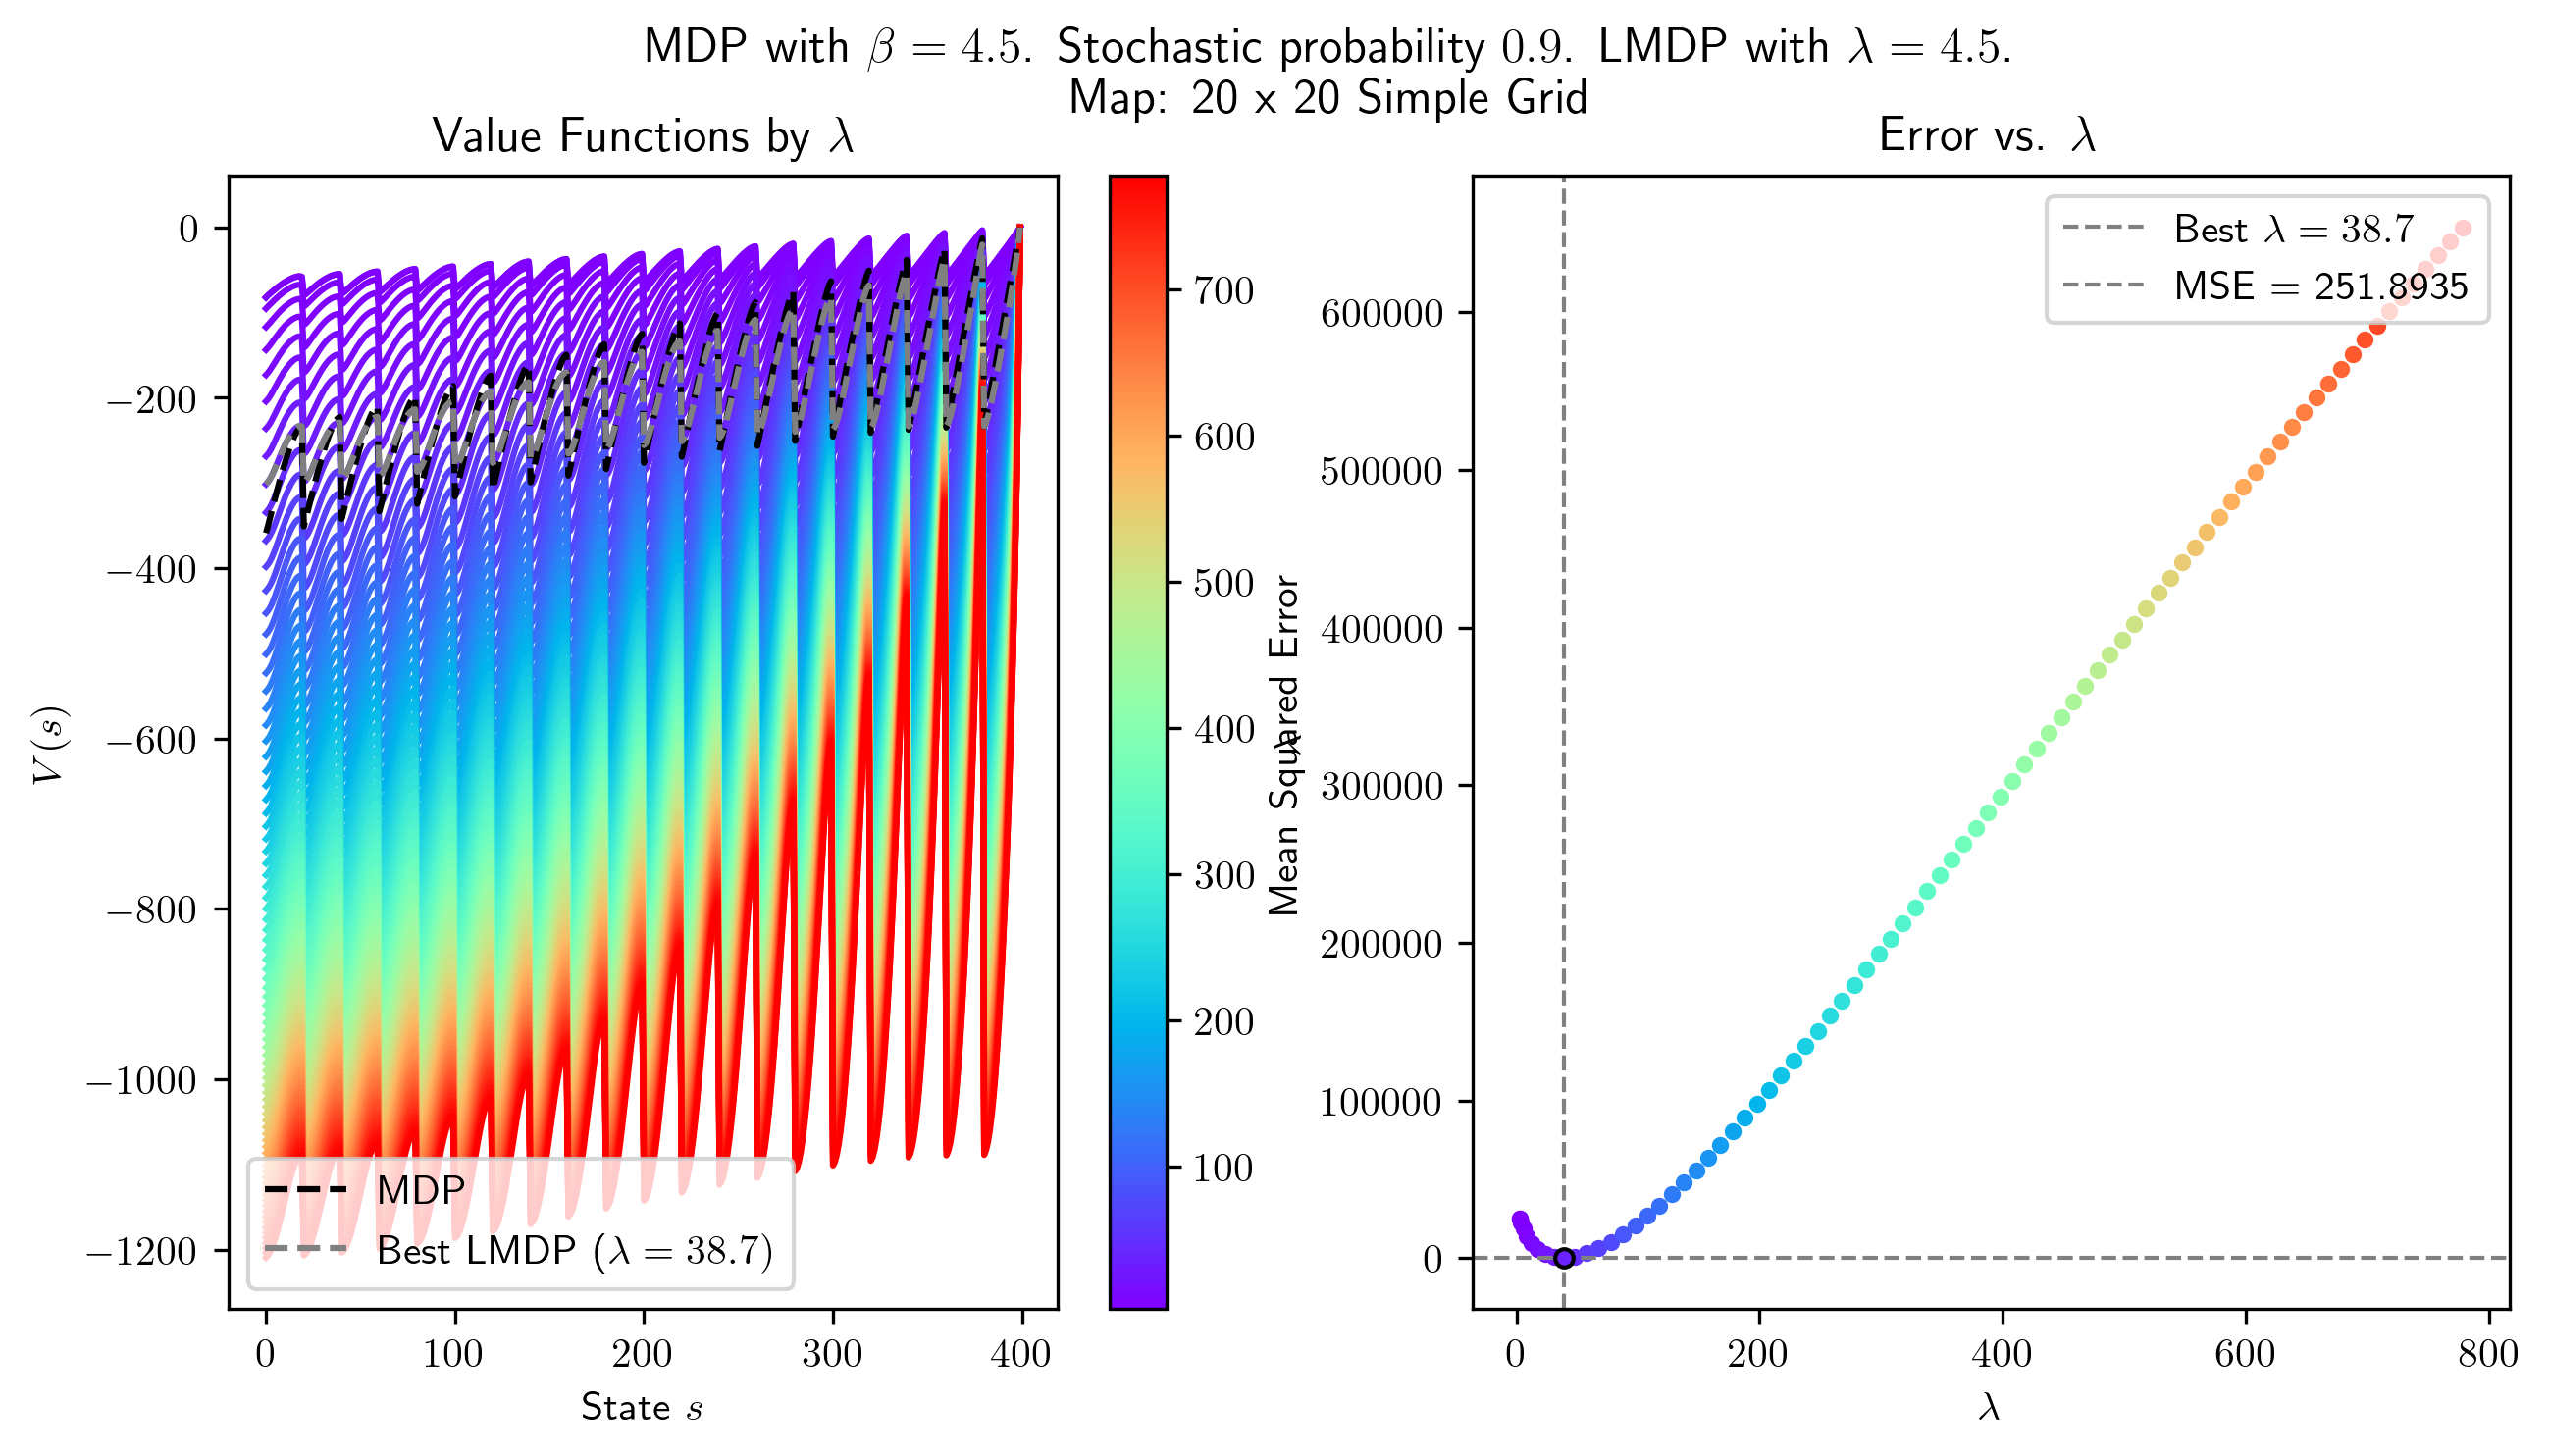 MDP with β = 4.5. Stochastic probability 0.9. LMDP with λ = 4.5.
Map: 20 x 20 Simple Grid
Value Functions by λ
0
−200
−400
−600
−800
−1000
−1200
V(s)
0
100
200
300
400
State s
MDP
Best LMDP (λ = 38.7)
700
600
500
400
300
200
100
λ
Error vs. λ
600000
500000
400000
300000
200000
100000
0
Mean Squared Error
0
200
400
600
800
λ
Best λ = 38.7
MSE = 251.8935